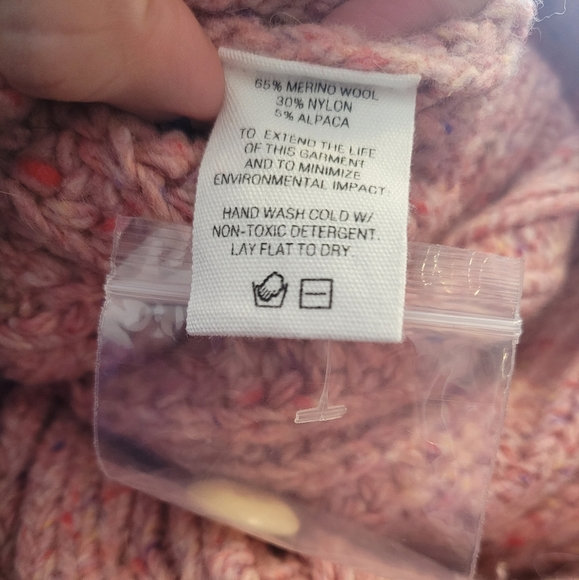 65% MERINO WOOL
30% NYLON
5% ALPACA
TO EXTEND THE LIFE
OF THIS GARMENT
AND TO MINIMIZE
ENVIRONMENTAL IMPACT:
HAND WASH COLD W/
NON-TOXIC DETERGENT.
LAY FLAT TO DRY.